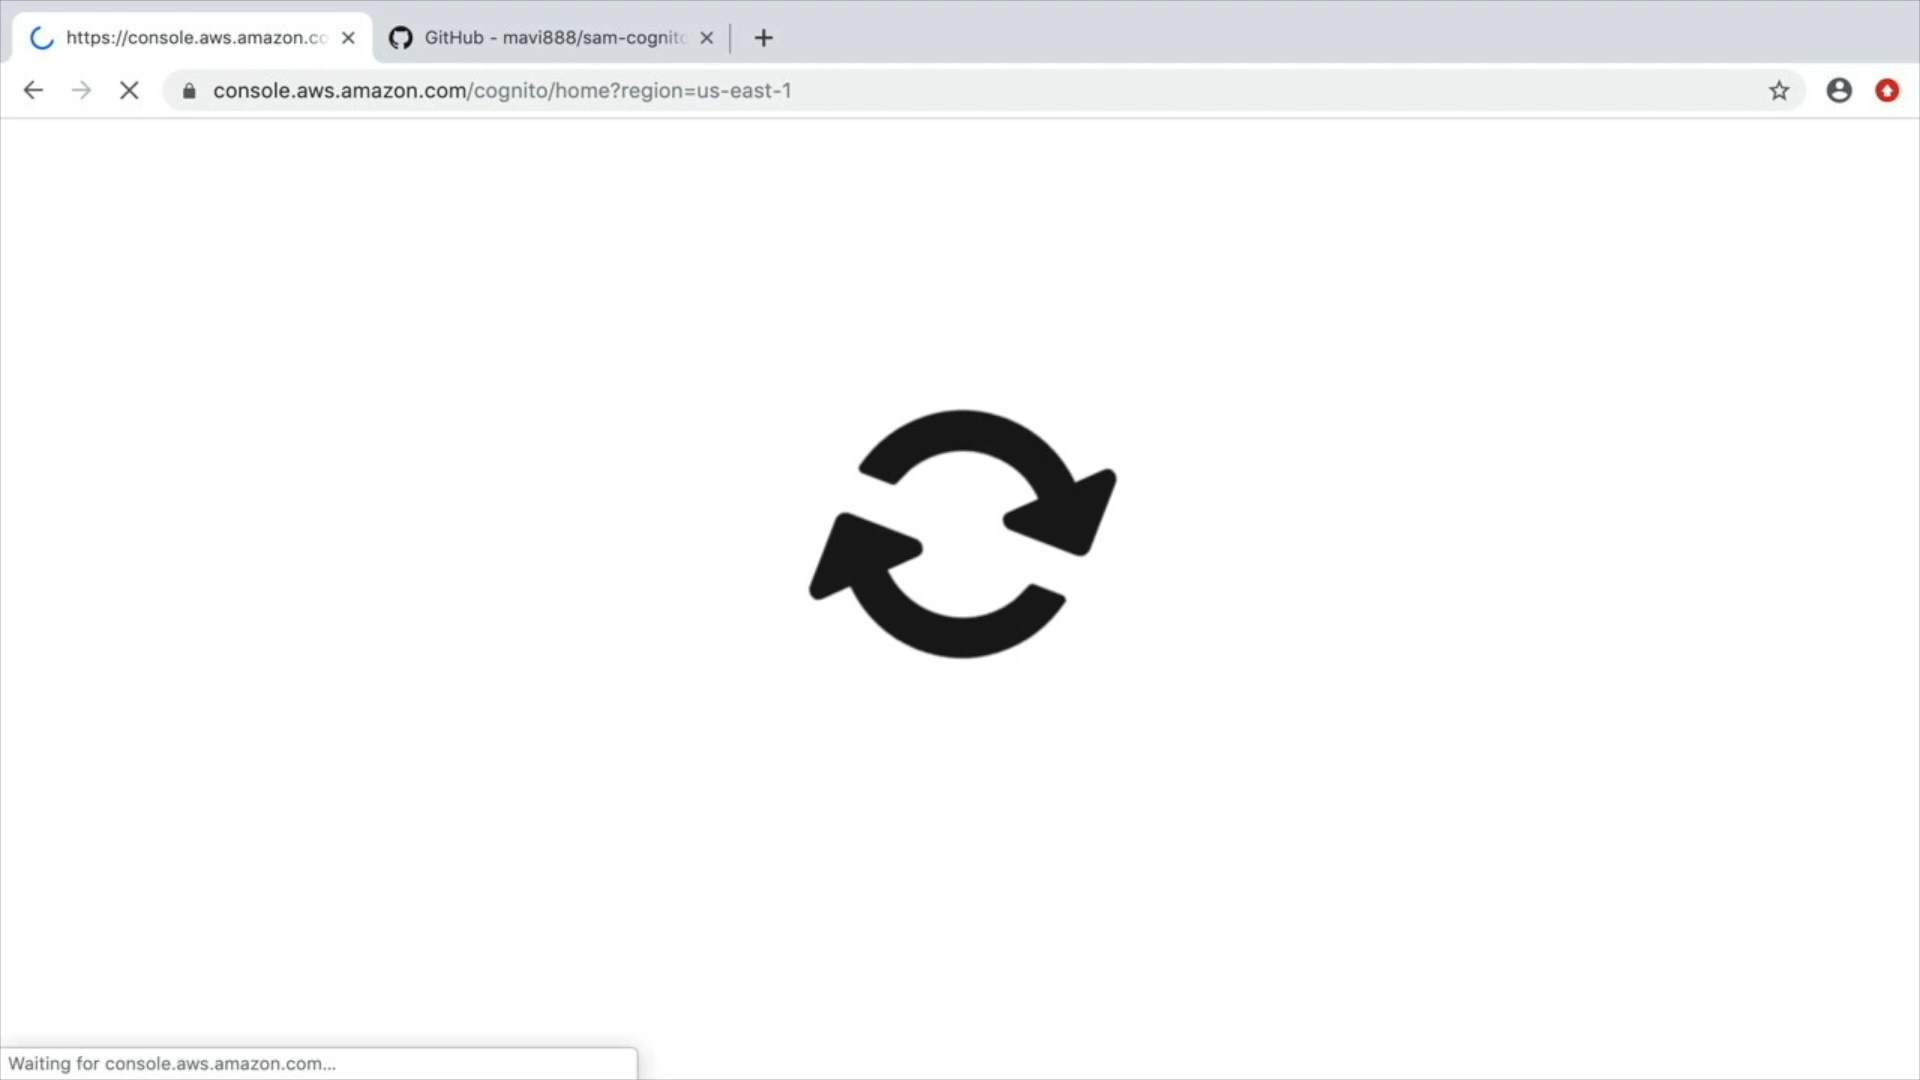 https://console.aws.amazon.co
GitHub - mavi888/sam-cognito
console.aws.amazon.com/cognito/home?region=us-east-1
Waiting for console.aws.amazon.com...